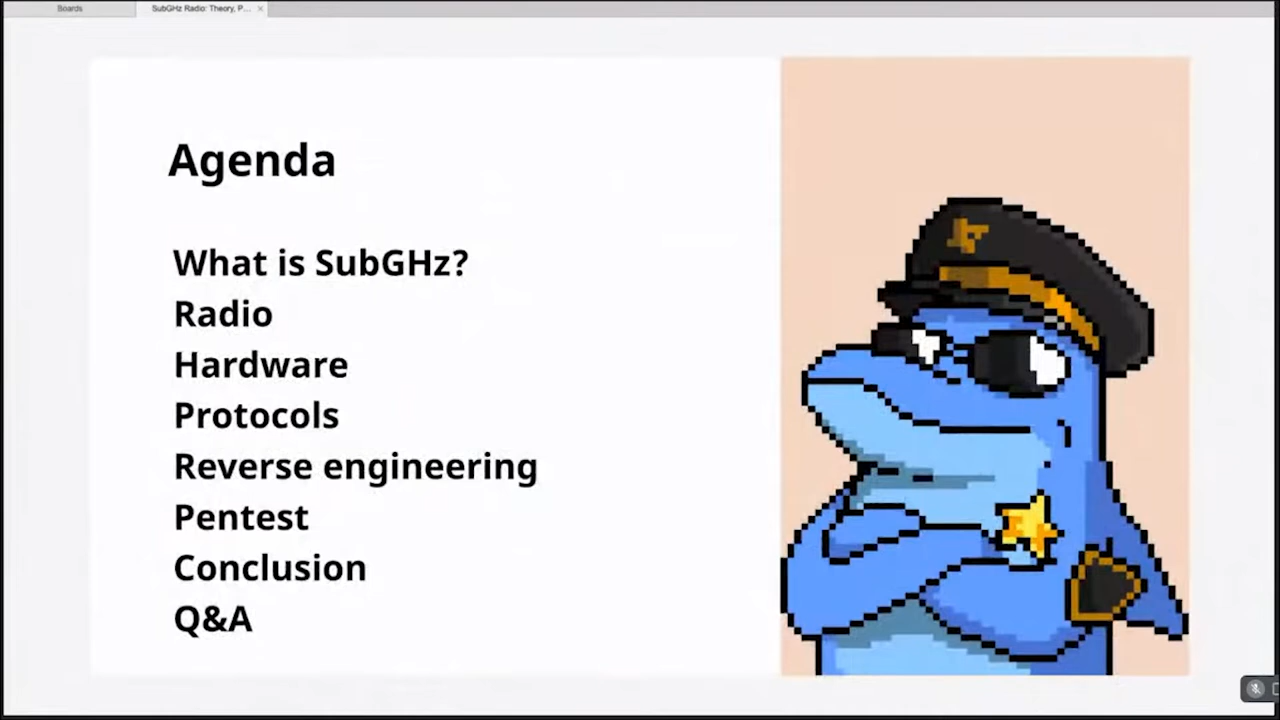 Boards
SubGHz Radio: Theory, P...
Agenda
What is SubGHz?
Radio
Hardware
Protocols
Reverse engineering
Pentest
Conclusion
Q&A